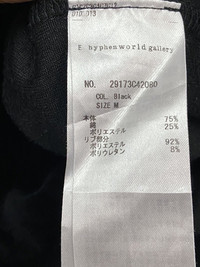 E hyphen world gallery
NO. 29173C42080
COL. Black
SIZE M
本体
綿 75%
ポリエステル 25%
リブ部分
ポリエステル 92%
ポリウレタン 8%